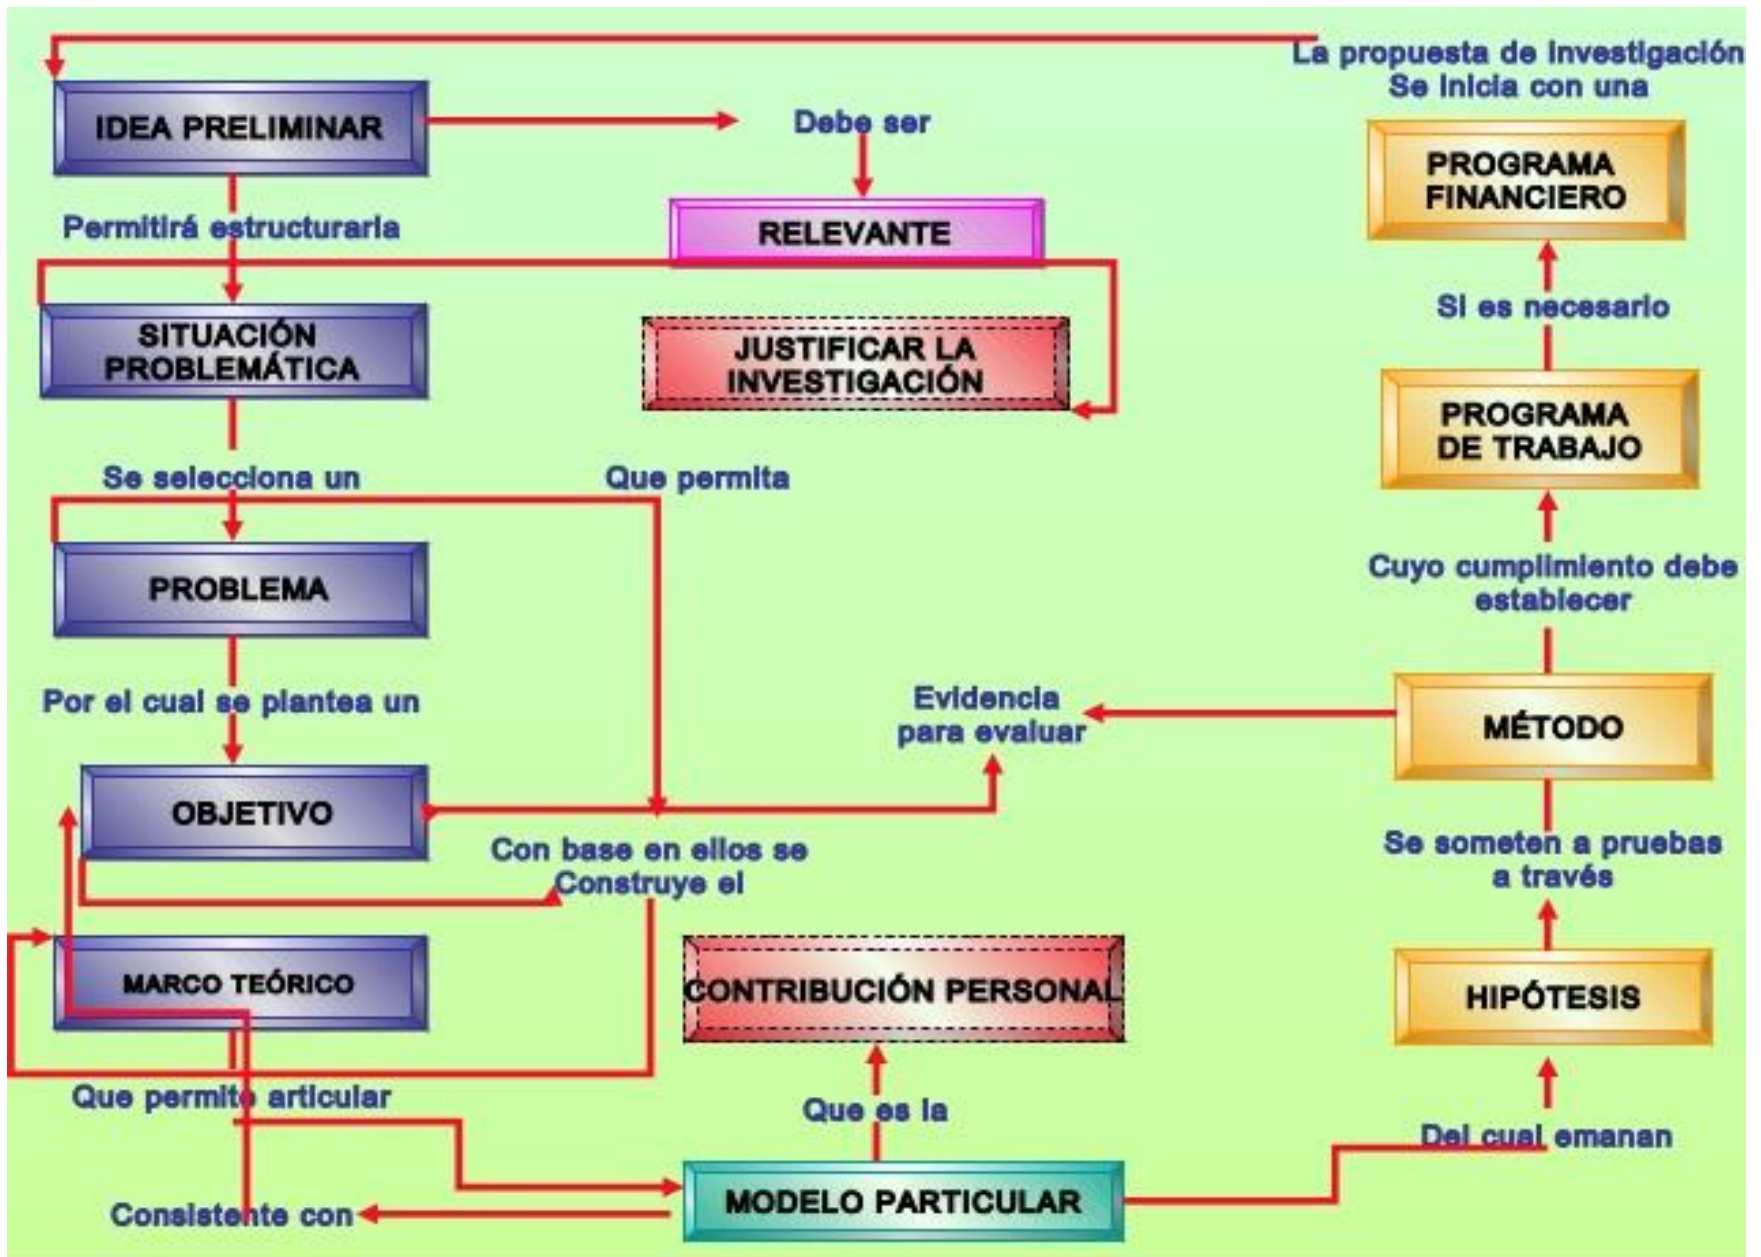 La propuesta de investigación
Se inicia con una
IDEA PRELIMINAR
Debe ser
RELEVANTE
Permitirá estructurarla
SITUACIÓN
PROBLEMÁTICA
JUSTIFICAR LA
INVESTIGACIÓN
Se selecciona un
Que permita
PROBLEMA
Por el cual se plantea un
OBJETIVO
Evidencia
para evaluar
Con base en ellos se
Construye el
MARCO TEÓRICO
Que permite articular
Consistente con
CONTRIBUCIÓN PERSONAL
Que es la
MODELO PARTICULAR
PROGRAMA
FINANCIERO
Si es necesario
PROGRAMA
DE TRABAJO
Cuyo cumplimiento debe
establecer
MÉTODO
Se someten a pruebas
a través
HIPÓTESIS
Del cual emanan